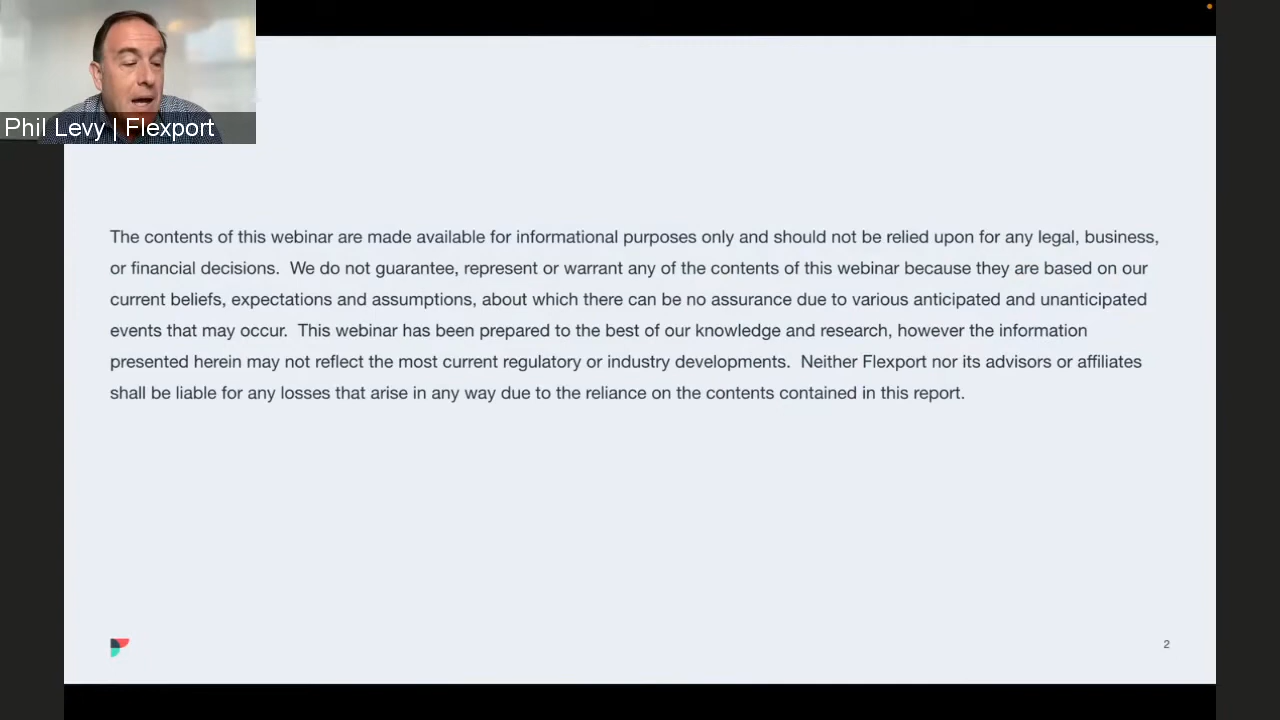 Phil Levy | Flexport
The contents of this webinar are made available for informational purposes only and should not be relied upon for any legal, business,
or financial decisions.  We do not guarantee, represent or warrant any of the contents of this webinar because they are based on our
current beliefs, expectations and assumptions, about which there can be no assurance due to various anticipated and unanticipated
events that may occur.  This webinar has been prepared to the best of our knowledge and research, however the information
presented herein may not reflect the most current regulatory or industry developments.  Neither Flexport nor its advisors or affiliates
shall be liable for any losses that arise in any way due to the reliance on the contents contained in this report.
2